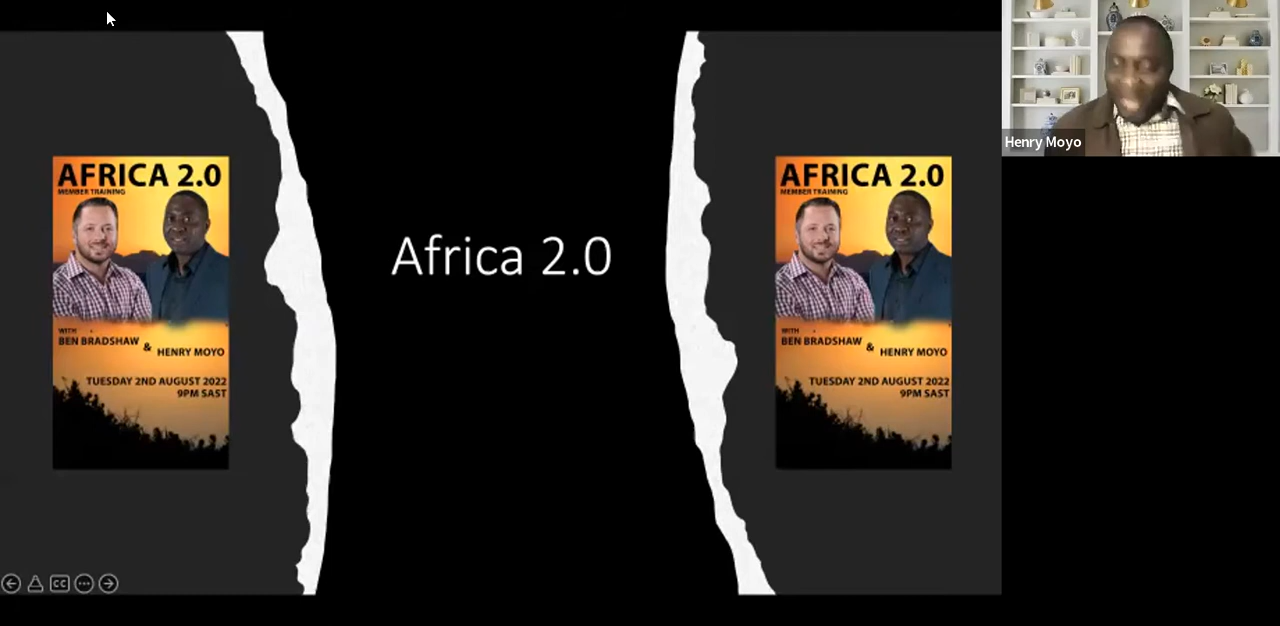 AFRICA 2.0
MEMBER TRAINING
WITH
BEN BRADSHAW
&
HENRY MOYO
TUESDAY 2ND AUGUST 2022
9PM SAST
Africa 2.0
AFRICA 2.0
MEMBER TRAINING
WITH
BEN BRADSHAW
&
HENRY MOYO
TUESDAY 2ND AUGUST 2022
9PM SAST
Henry Moyo
CC